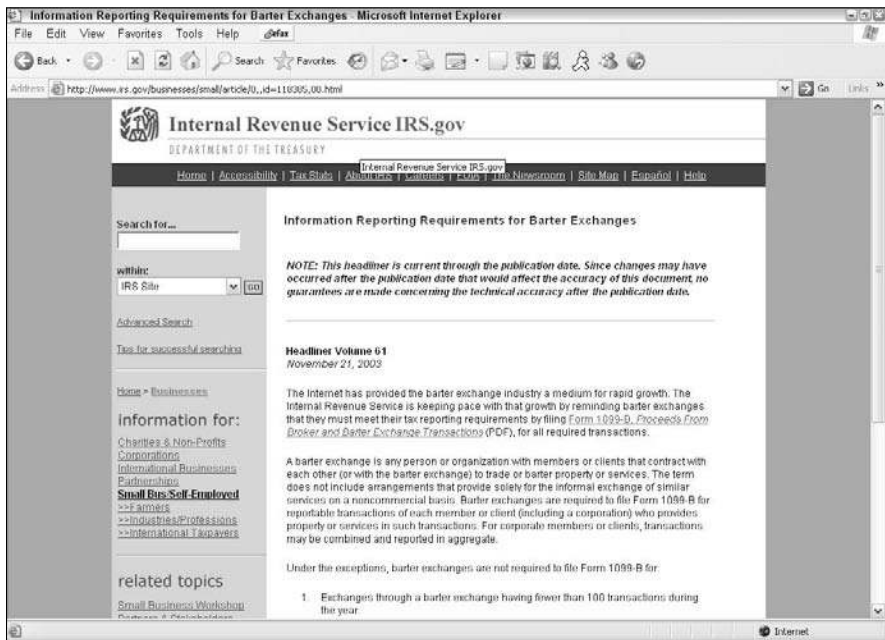 Information Reporting Requirements for Barter Exchanges - Microsoft Internet Explorer
File Edit View Favorites Tools Help eFax
Back Search Favorites
Address http://www.irs.gov/businesses/small/article/0,,id=118305,00.html Go Links »
Internal Revenue Service IRS.gov
DEPARTMENT OF THE TREASURY
Internal Revenue Service IRS.gov
Home | Accessibility | Tax Stats | About IRS | Careers | FOIA | The Newsroom | Site Map | Español | Help
Search for...
within:
IRS Site GO
Advanced Search
Tips for successful searching
Home > Businesses
information for:
Charities & Non-Profits
Corporations
International Businesses
Partnerships
Small Bus/Self-Employed
>>Farmers
>>Industries/Professions
>>International Taxpayers
related topics
Small Business Workshop
Partners & Stakeholders
Information Reporting Requirements for Barter Exchanges
NOTE: This headliner is current through the publication date. Since changes may have
occurred after the publication date that would affect the accuracy of this document, no
guarantees are made concerning the technical accuracy after the publication date.
Headliner Volume 61
November 21, 2003
The Internet has provided the barter exchange industry a medium for rapid growth. The
Internal Revenue Service is keeping pace with that growth by reminding barter exchanges
that they must meet their tax reporting requirements by filing Form 1099-B, Proceeds From
Broker and Barter Exchange Transactions (PDF), for all required transactions.
A barter exchange is any person or organization with members or clients that contract with
each other (or with the barter exchange) to trade or barter property or services. The term
does not include arrangements that provide solely for the informal exchange of similar
services on a noncommercial basis. Barter exchanges are required to file Form 1099-B for
reportable transactions of each member or client (including a corporation) who provides
property or services in such transactions. For corporate members or clients, transactions
may be combined and reported in aggregate.
Under the exceptions, barter exchanges are not required to file Form 1099-B for:
1. Exchanges through a barter exchange having fewer than 100 transactions during
the year.
Internet